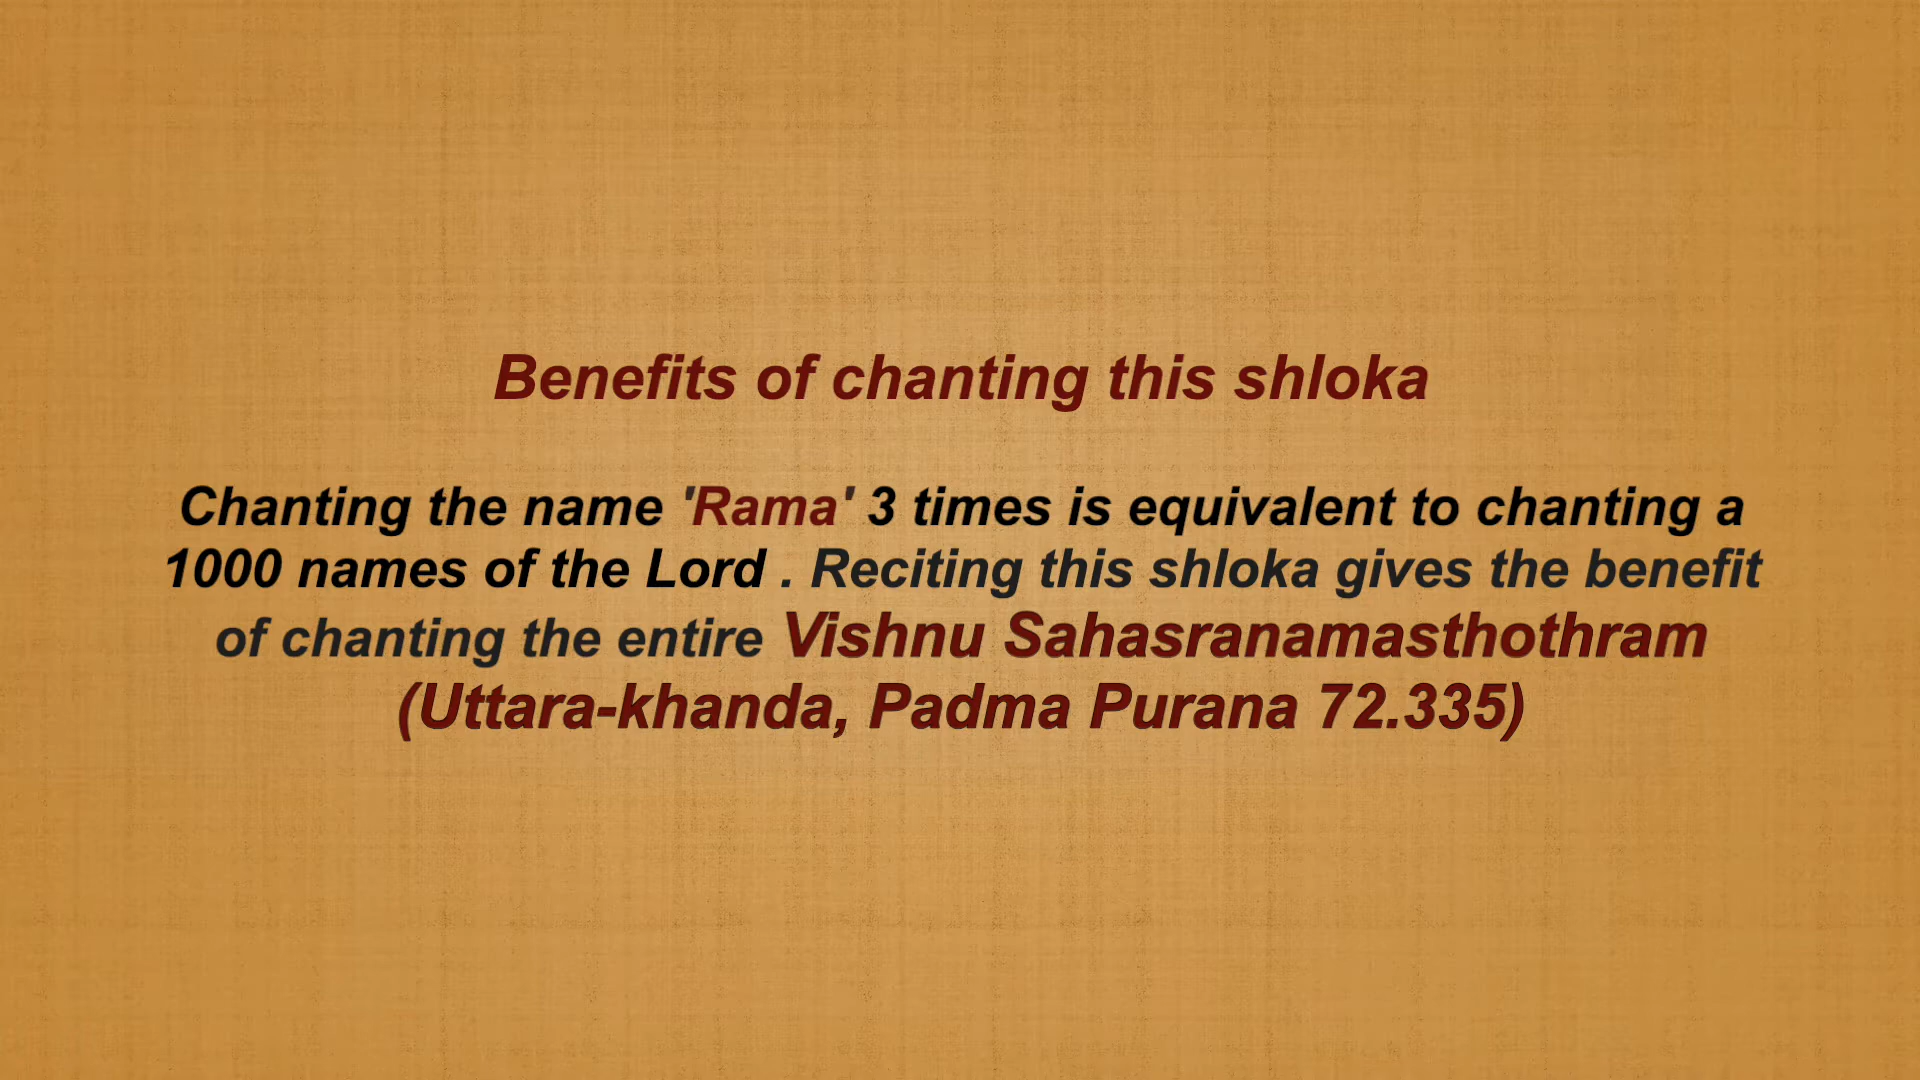 Benefits of chanting this shloka
Chanting the name 'Rama' 3 times is equivalent to chanting a
1000 names of the Lord . Reciting this shloka gives the benefit
of chanting the entire Vishnu Sahasranamasthothram
(Uttara-khanda, Padma Purana 72.335)